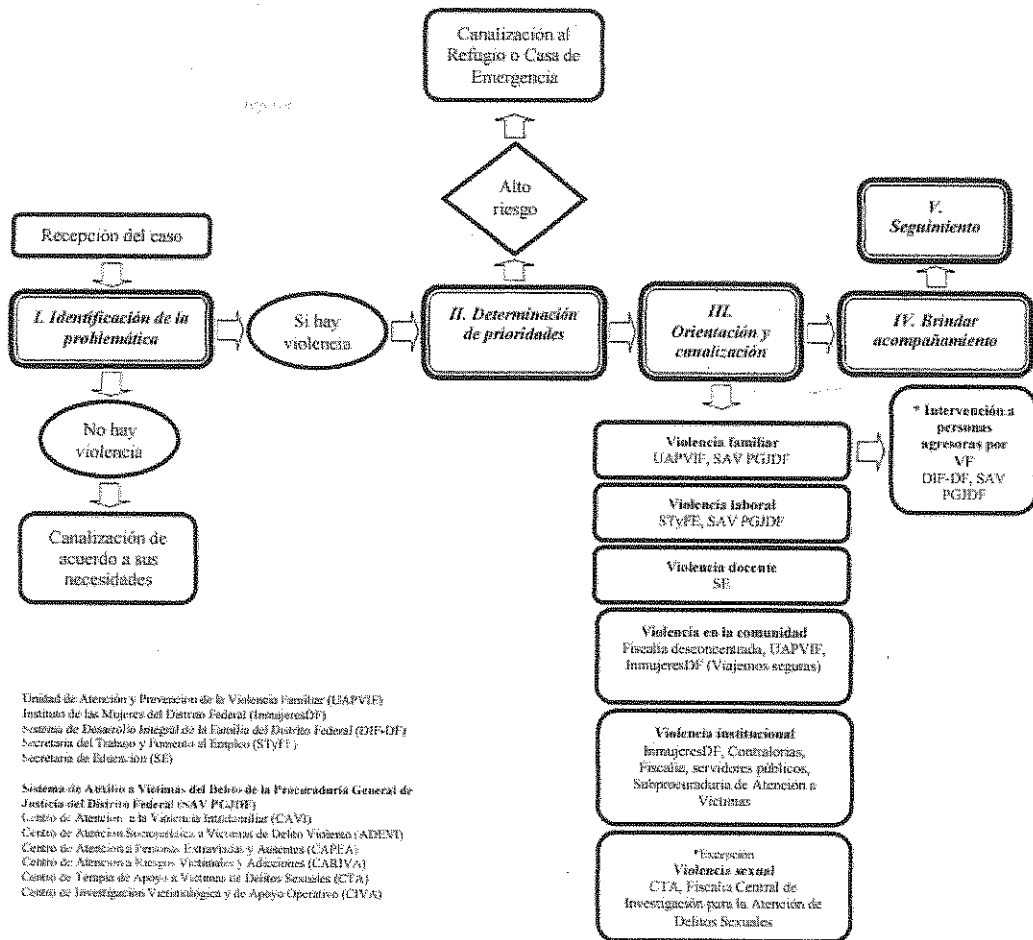 Canalización al
Refugio o Casa de
Emergencia
Alto
riesgo
V.
Seguimiento
Recepción del caso
I. Identificación de la
problemática
Si hay
violencia
II. Determinación
de prioridades
III.
Orientación y
canalización
IV. Brindar
acompañamiento
No hay
violencia
Canalización de
acuerdo a sus
necesidades
Violencia familiar
UAPVIF, SAV PGJDF
* Intervención a
personas
agresoras por
VF
DIF-DF, SAV
PGJDF
Violencia laboral
STyFE, SAV PGJDF
Violencia docente
SE
Violencia en la comunidad
Fiscalía desconcentrada, UAPVIF,
InmujeresDF (Viajemos seguras)
Violencia institucional
InmujeresDF, Contralorías,
Fiscalía, servidores públicos,
Subprocuraduría de Atención a
Víctimas
*Excepción
Violencia sexual
CTA, Fiscalía Central de
Investigación para la Atención de
Delitos Sexuales
Unidad de Atención y Prevención de la Violencia Familiar (UAPVIF)
Instituto de las Mujeres del Distrito Federal (InmujeresDF)
Sistema de Desarrollo Integral de la Familia del Distrito Federal (DIF-DF)
Secretaría del Trabajo y Fomento al Empleo (STyFE)
Secretaría de Educación (SE)
Sistema de Auxilio a Víctimas del Delito de la Procuraduría General de
Justicia del Distrito Federal (SAV PGJDF)
Centro de Atención a la Violencia Intrafamiliar (CAVI)
Centro de Atención Sociojurídica a Víctimas de Delito Violento (ADEVI)
Centro de Atención a Personas Extraviadas y Ausentes (CAPEA)
Centro de Atención a Riesgos Victimales y Adicciones (CARIVA)
Centro de Terapia de Apoyo a Víctimas de Delitos Sexuales (CTA)
Centro de Investigación Victimológica y de Apoyo Operativo (CIVA)